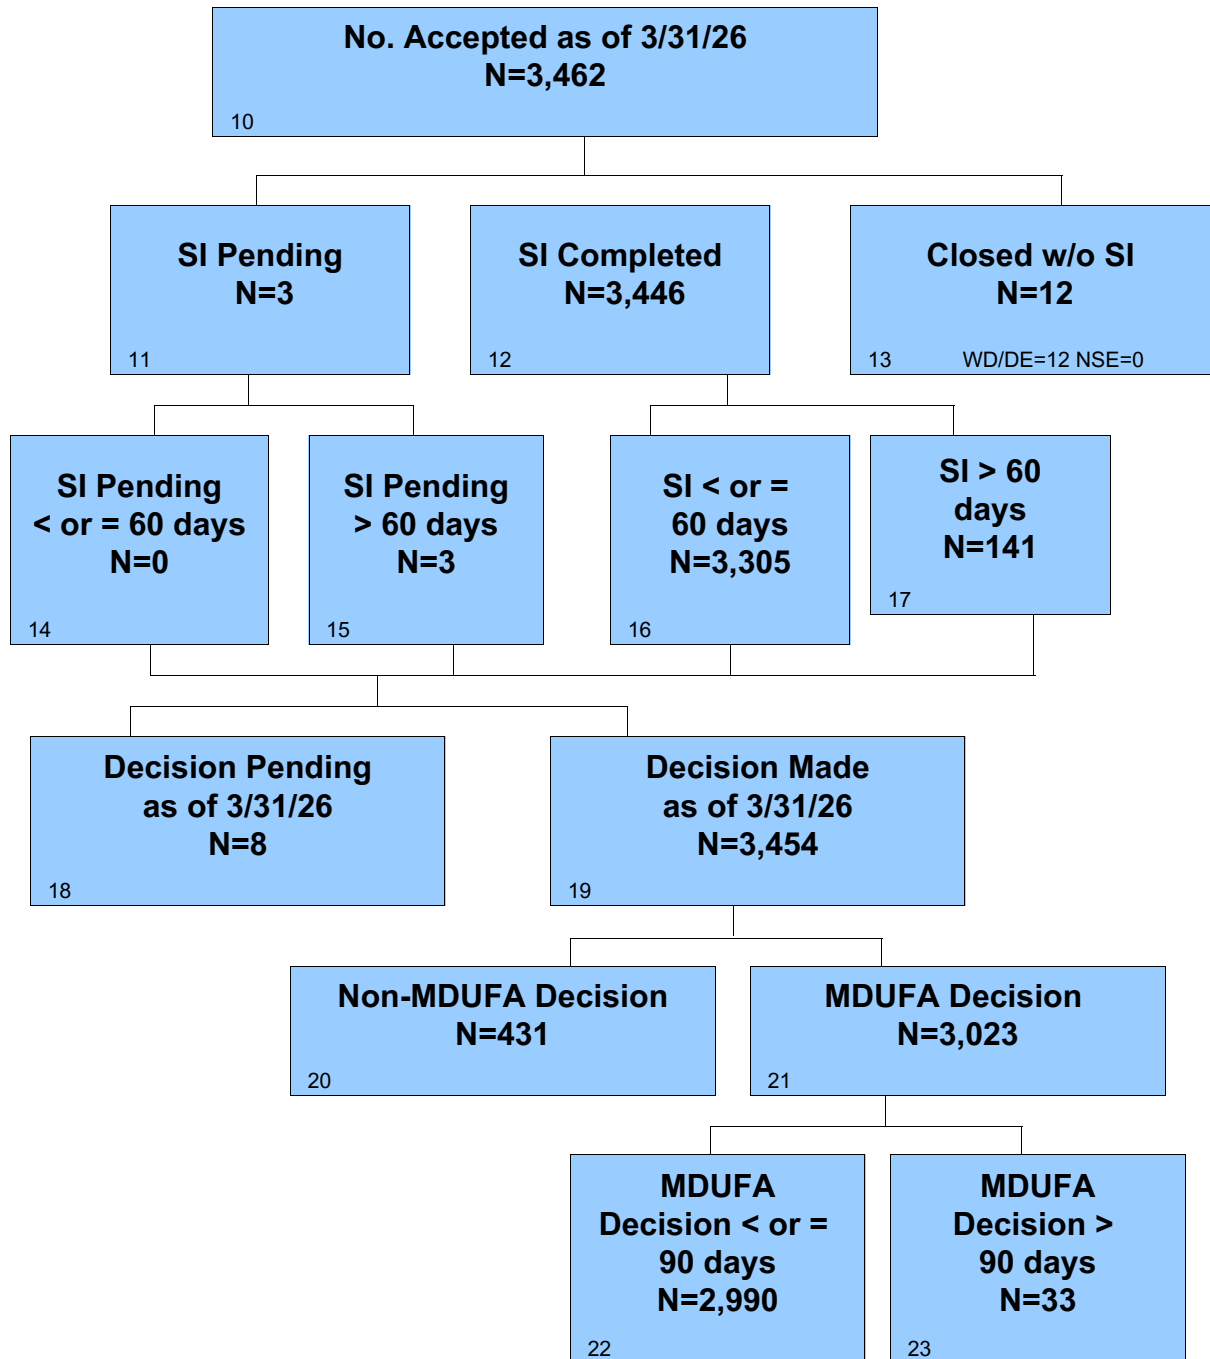 No. Accepted as of 3/31/26
N=3,462
10
SI Pending
N=3
11
SI Completed
N=3,446
12
Closed w/o SI
N=12
13 WD/DE=12 NSE=0
SI Pending
< or = 60 days
N=0
14
SI Pending
> 60 days
N=3
15
SI < or =
60 days
N=3,305
16
SI > 60
days
N=141
17
Decision Pending
as of 3/31/26
N=8
18
Decision Made
as of 3/31/26
N=3,454
19
Non-MDUFA Decision
N=431
20
MDUFA Decision
N=3,023
21
MDUFA
Decision < or =
90 days
N=2,990
22
MDUFA
Decision >
90 days
N=33
23